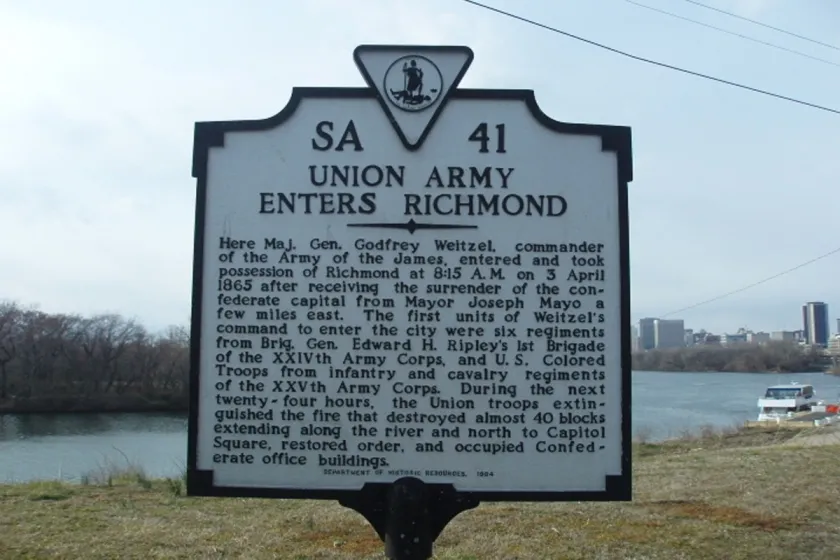 SA 41
UNION ARMY
ENTERS RICHMOND
Here Maj. Gen. Godfrey Weitzel, commander
of the Army of the James, entered and took
possession of Richmond at 8:15 A.M. on 3 April
1865 after receiving the surrender of the con-
federate capital from Mayor Joseph Mayo a
few miles east. The first units of Weitzel's
command to enter the city were six regiments
from Brig. Gen. Edward H. Ripley's 1st Brigade
of the XXIVth Army Corps, and U.S. Colored
Troops from infantry and cavalry regiments
of the XXVth Army Corps. During the next
twenty-four hours, the Union troops extin-
guished the fire that destroyed almost 40 blocks
extending along the river and north to Capitol
Square, restored order, and occupied Confed-
erate office buildings.
DEPARTMENT OF HISTORIC RESOURCES,